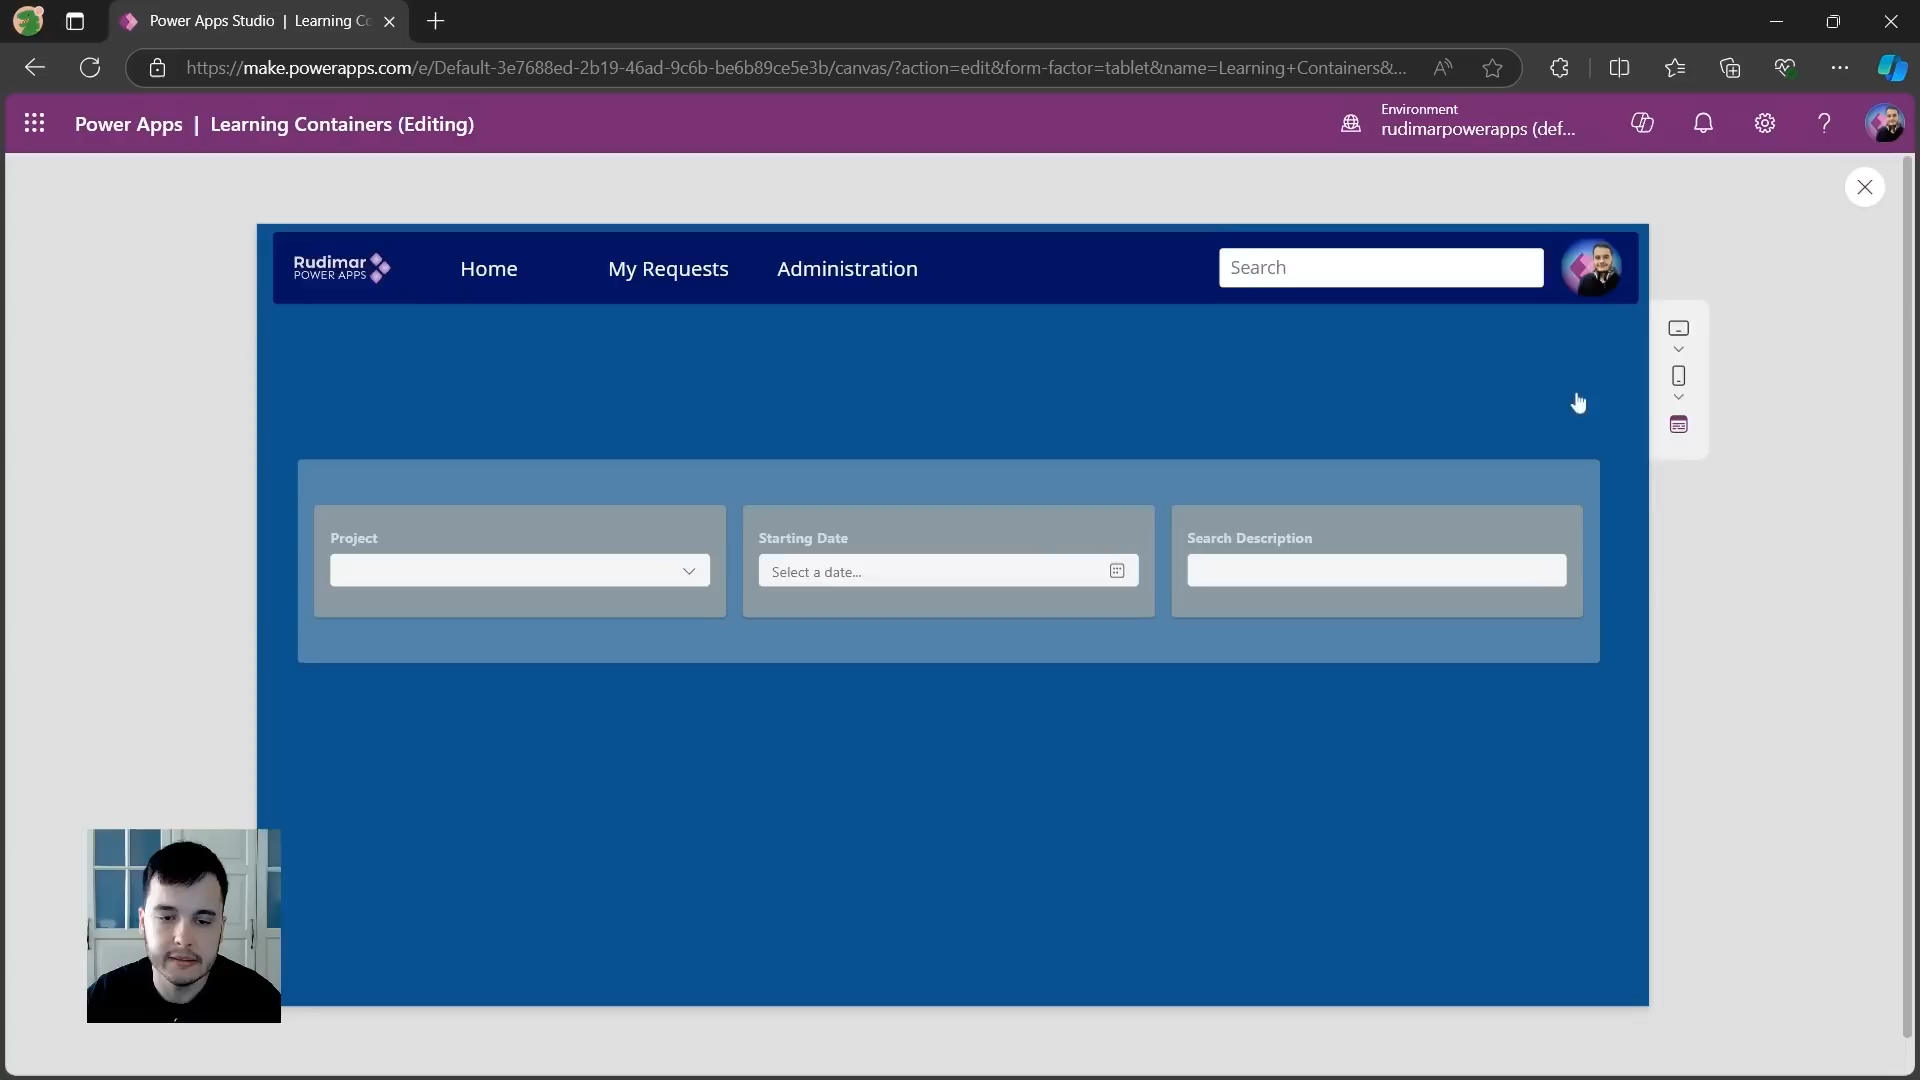 Power Apps Studio | Learning Co
https://make.powerapps.com/e/Default-3e7688ed-2b19-46ad-9c6b-be6b89ce5e3b/canvas/?action=edit&form-factor=tablet&name=Learning+Containers&...
Power Apps | Learning Containers (Editing)
Environment
rudimarpowerapps (def...
Rudimar
POWER APPS
Home
My Requests
Administration
Search
Project
Starting Date
Select a date...
Search Description